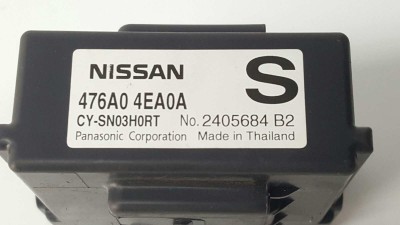 NISSAN
S
476A0 4EA0A
CY-SN03H0RT No. 2405684 B2
Panasonic Corporation Made in Thailand